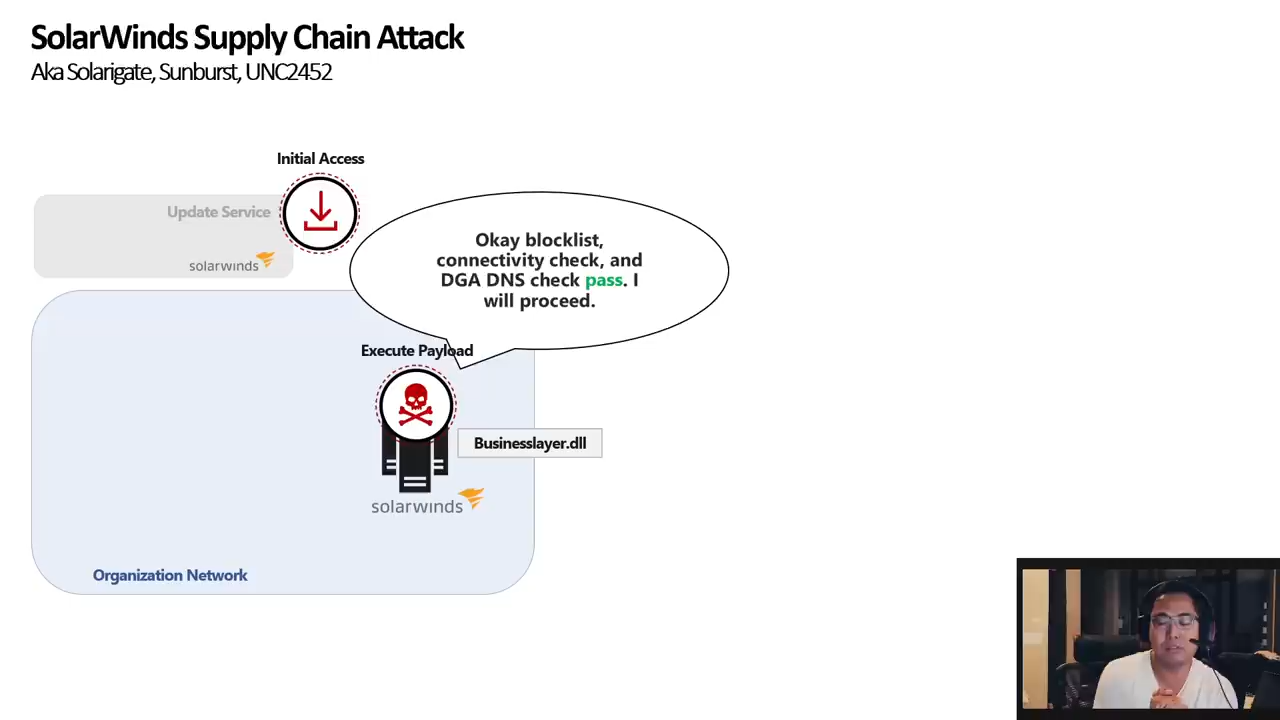 SolarWinds Supply Chain Attack
Aka Solarigate, Sunburst, UNC2452
Initial Access
Update Service
solarwinds
Okay blocklist,
connectivity check, and
DGA DNS check pass. I
will proceed.
Execute Payload
Businesslayer.dll
solarwinds
Organization Network